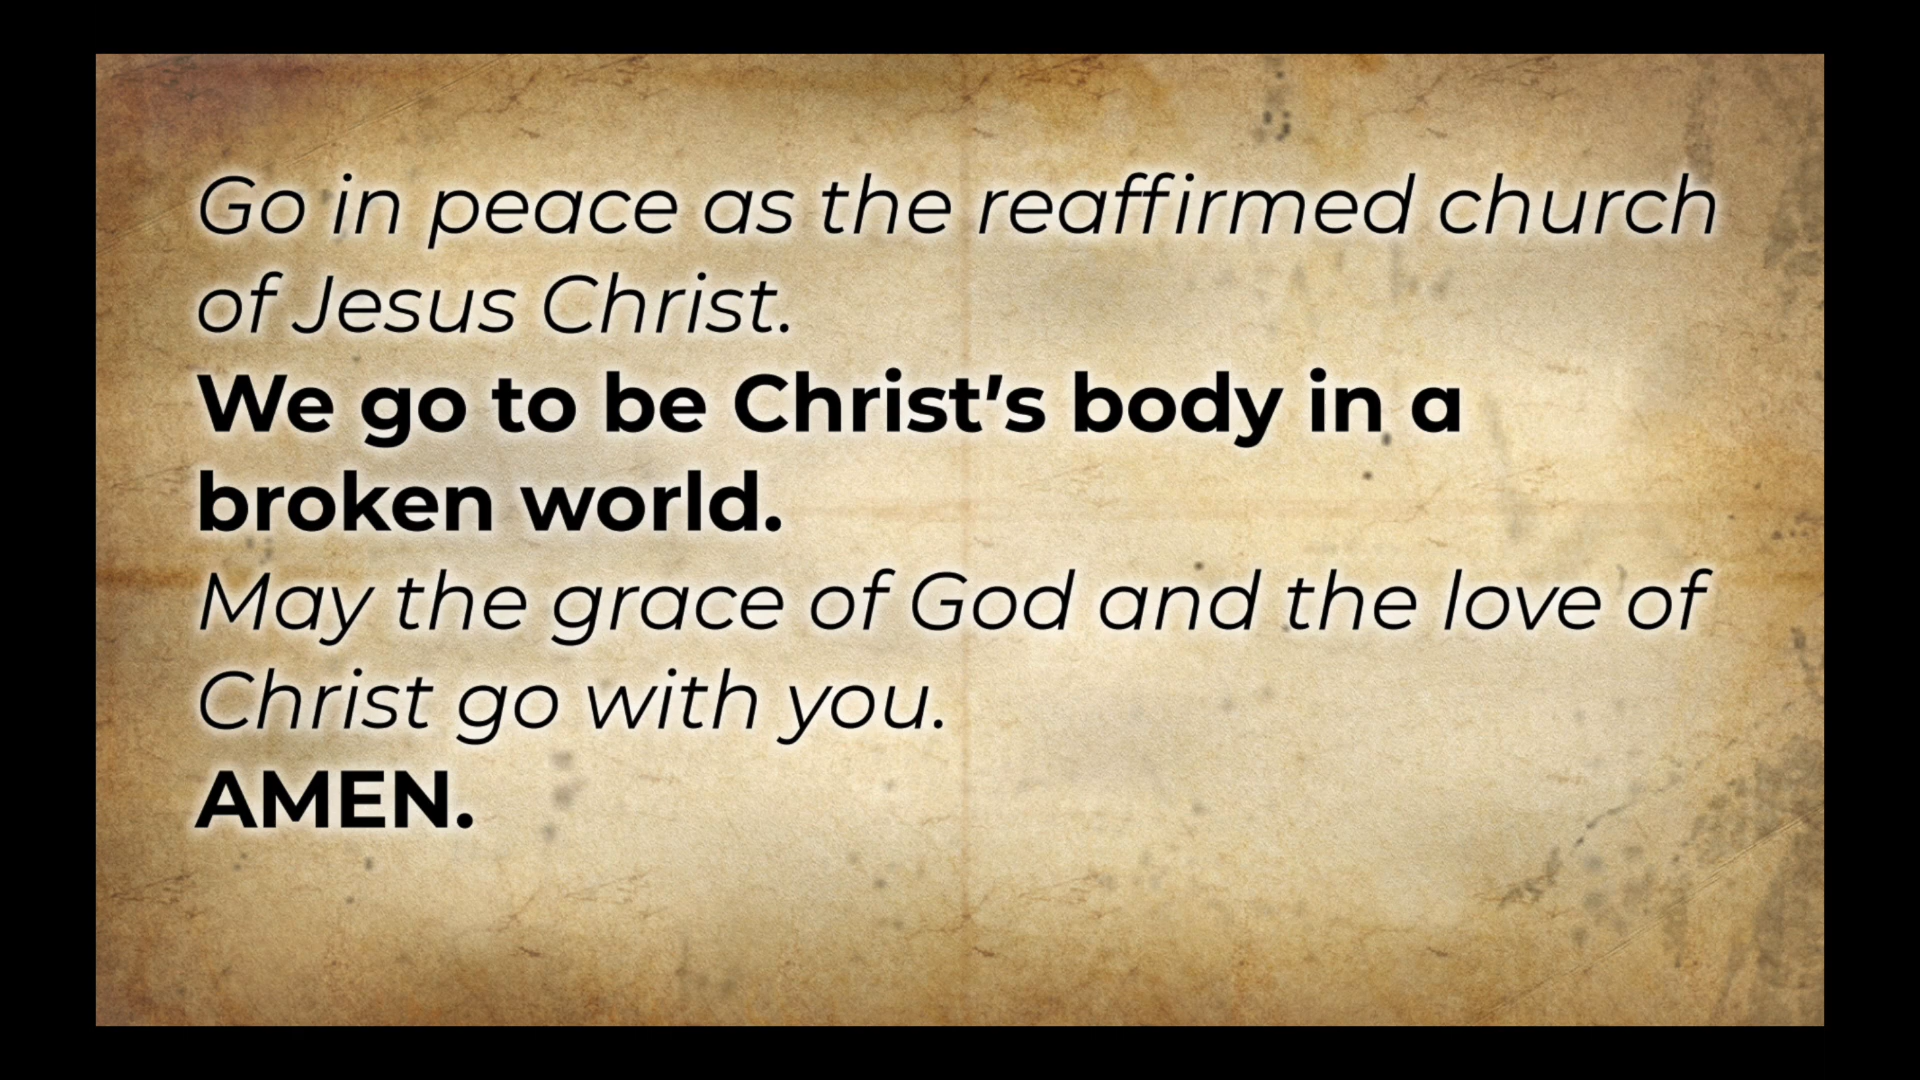 Go in peace as the reaffirmed church
of Jesus Christ.
We go to be Christ's body in a
broken world.
May the grace of God and the love of
Christ go with you.
AMEN.